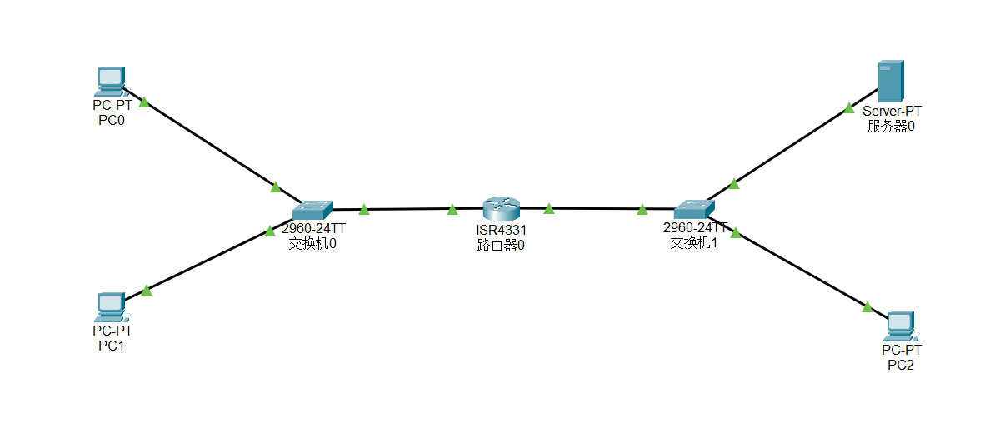 PC-PT
PC0
Server-PT
服务器0
2960-24TT
交换机0
ISR4331
路由器0
2960-24TT
交换机1
PC-PT
PC1
PC-PT
PC2